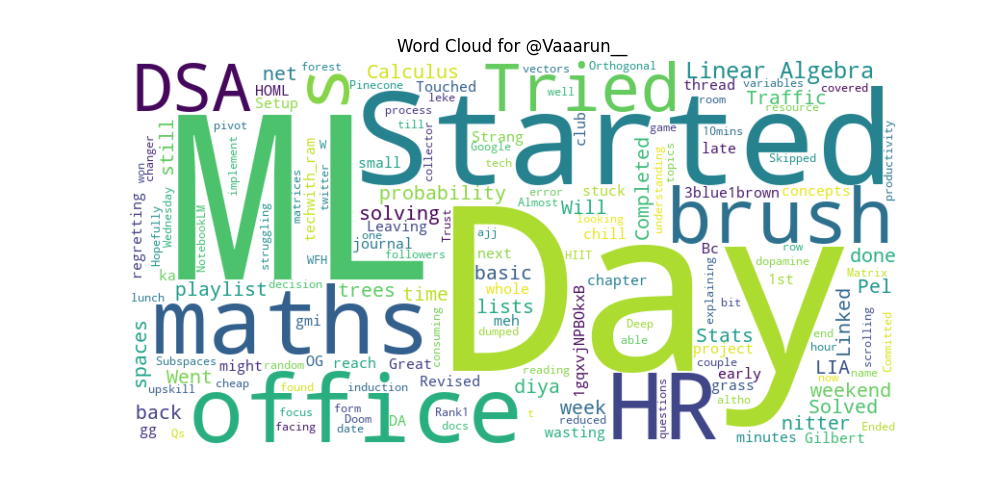 Word Cloud for @Vaaarun__
DSA
net
HOML
Setup
S
Calculus
Pinecone
forest
Touched
leke
Tried
vectors
well
Orthogonal
Linear Algebra
thread
variables
covered
room
Traffic
resource
ML
Started
Day
brush
maths
office
HR
won
changer
still
pivot
implement
matrices
techwith_ram
W
twitter
process
till
small
collector
Strang
Google
tech
club
game
10mins
late
Skipped
productivity
regretting
Hopefully
Wednesday
NotebookLM
struggling
probability
solving
Leaving
journal
one
followers
Trust
error
Almost
stuck
Will
looking
chill
Completed
understanding
topics
3blue1brown
concepts
ka
WFH
ajj
next
HIIT
basic
whole
chapter
Bc
row
dopamine
done
Matrix
1st
Pel
playlist
decision
trees
time
lists
meh
dumped
1gqxvjNPBOkxB
Deep
able
explaining
bit
Stats
project
couple
end
hour
Linked
scrolling
Committed
lunch
gmi
spaces
Subspaces
might
random
OG
reach
Great
consuming
reading
early
LIA
now
name
upskill
cheap
Went
found
induction
Revised
diya
grass
altho
weekend
Solved
back
gg
Qs
focus
facing
form
Doom
date
DA
Rank1
docs
t
week
reduced
wasting
questions
nitter
minutes
Gilbert
Ended